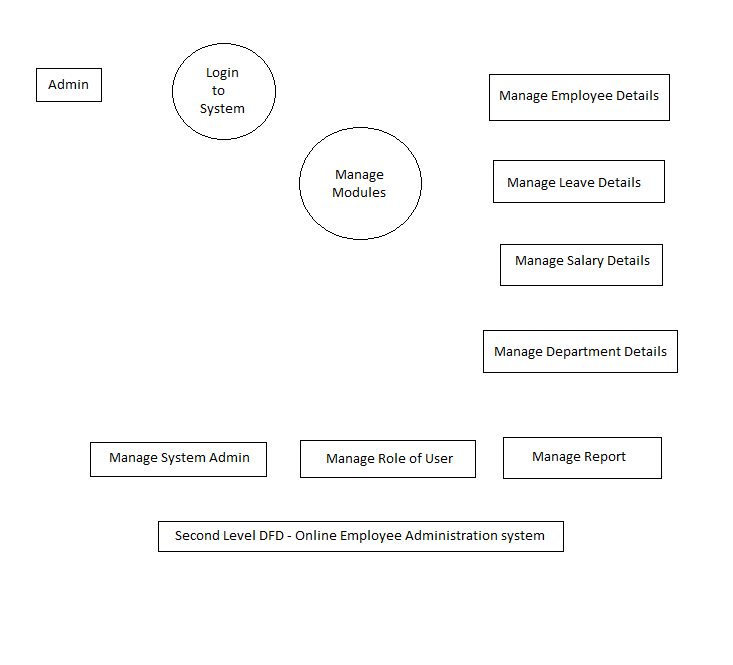 Admin
Login
to
System
Manage Employee Details
Manage
Modules
Manage Leave Details
Manage Salary Details
Manage Department Details
Manage System Admin
Manage Role of User
Manage Report
Second Level DFD - Online Employee Administration system